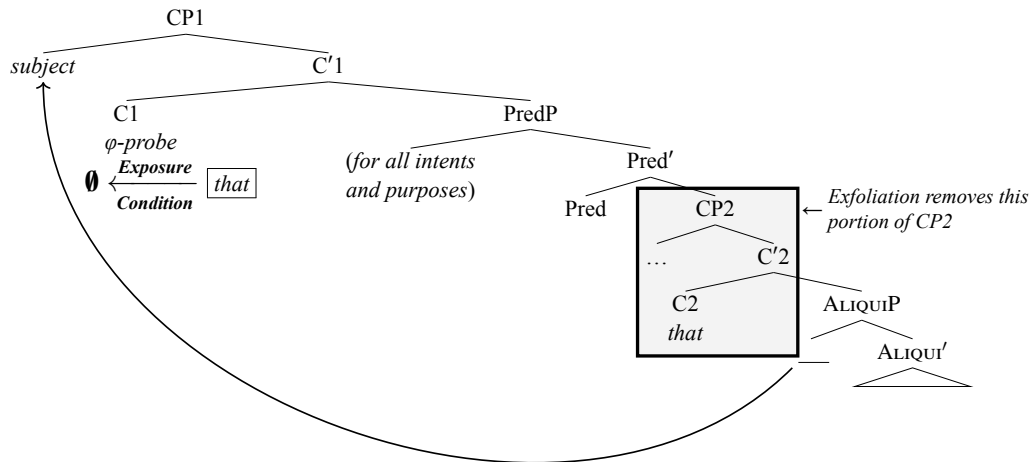 CP1
subject
C′1
C1
PredP
φ-probe
(for all intents
and purposes)
Pred′
∅ Exposure that
Condition
Pred
CP2
← Exfoliation removes this
portion of CP2
…
C′2
C2
ALIQUIP
that
ALIQUI′